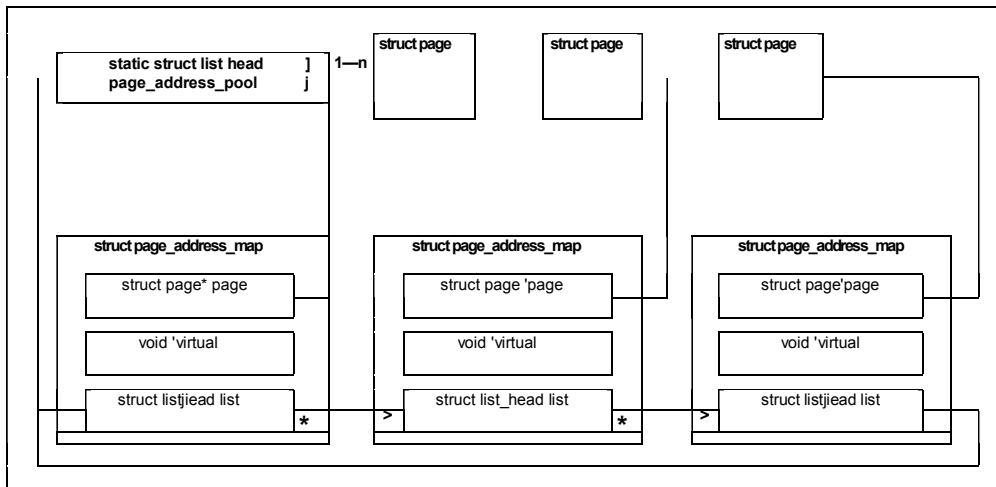 static struct list head ]
page_address_pool j
1—n
struct page
struct page
struct page
struct page_address_map
struct page* page
void 'virtual
struct listjiead list
*
struct page_address_map
struct page 'page
void 'virtual
>
struct list_head list
*
struct page_address_map
struct page'page
void 'virtual
>
struct listjiead list